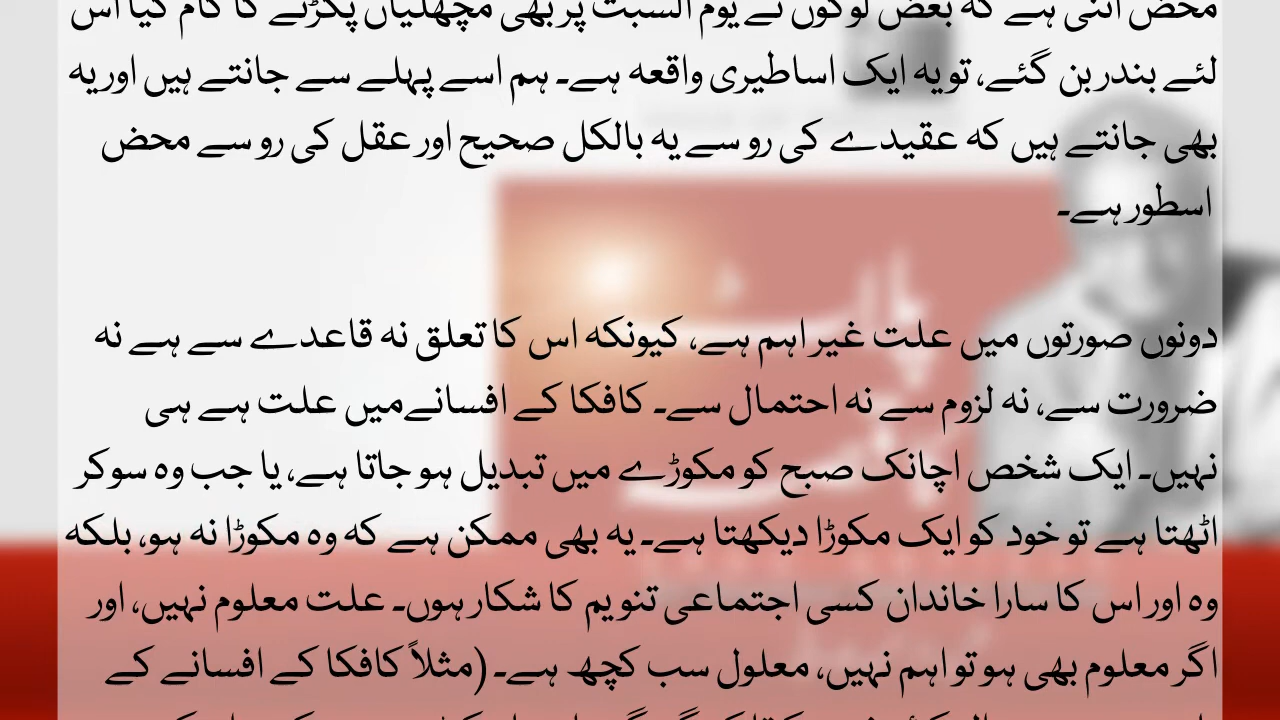 محض اتنی ہے کہ بعض لوگوں نے یوم السبت پر بھی مچھلیاں پکڑنے کا کام کیا اس
لئے بندر بن گئے، تو یہ ایک اساطیری واقعہ ہے۔ ہم اسے پہلے سے جانتے ہیں اور یہ
بھی جانتے ہیں کہ عقیدے کی رو سے یہ بالکل صحیح اور عقل کی رو سے محض
اسطور ہے۔
دونوں صورتوں میں علت غیر اہم ہے، کیونکہ اس کا تعلق نہ قاعدے سے ہے نہ
ضرورت سے، نہ لزوم سے نہ احتمال سے۔ کافکا کے افسانےمیں علت ہے ہی
نہیں۔ ایک شخص اچانک صبح کو مکوڑے میں تبدیل ہو جاتا ہے، یا جب وہ سو کر
اٹھتا ہے تو خود کو ایک مکوڑا دیکھتا ہے۔ یہ بھی ممکن ہے کہ وہ مکوڑا نہ ہو، بلکہ
وہ اور اس کا سارا خاندان کسی اجتماعی تنویم کا شکار ہوں۔ علت معلوم نہیں، اور
اگر معلوم بھی ہو تو اہم نہیں، معلول سب کچھ ہے۔ (مثلاً کافکا کے افسانے کے